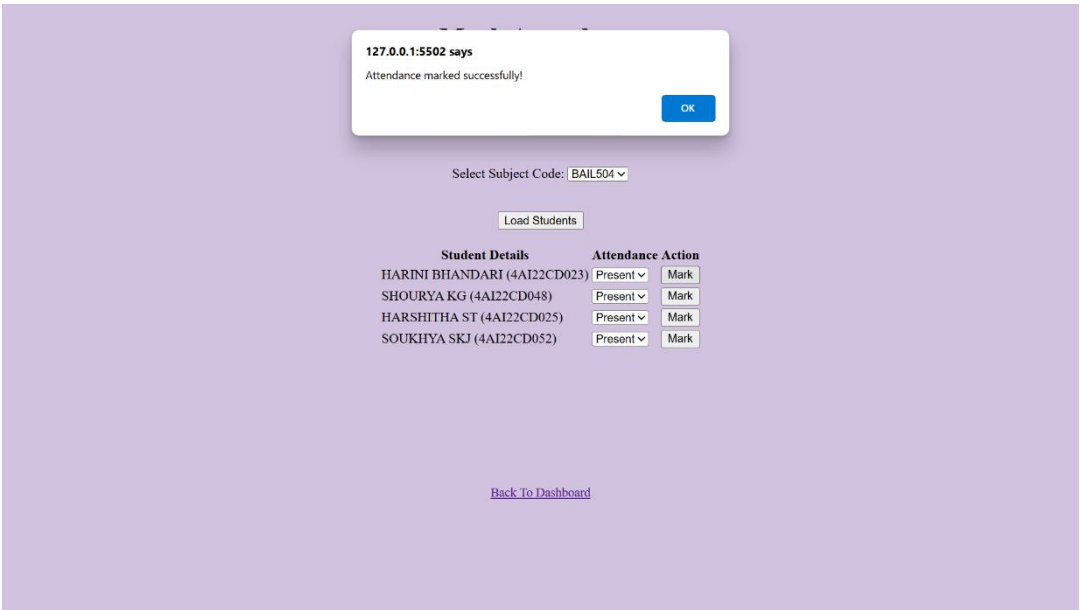 127.0.0.1:5502 says
Attendance marked successfully!
OK
Select Subject Code: BAIL504
Load Students
Student Details Attendance Action
HARINI BHANDARI (4AI22CD023) Present Mark
SHOURYA KG (4AI22CD048) Present Mark
HARSHITHA ST (4AI22CD025) Present Mark
SOUKHYA SKJ (4AI22CD052) Present Mark
Back To Dashboard